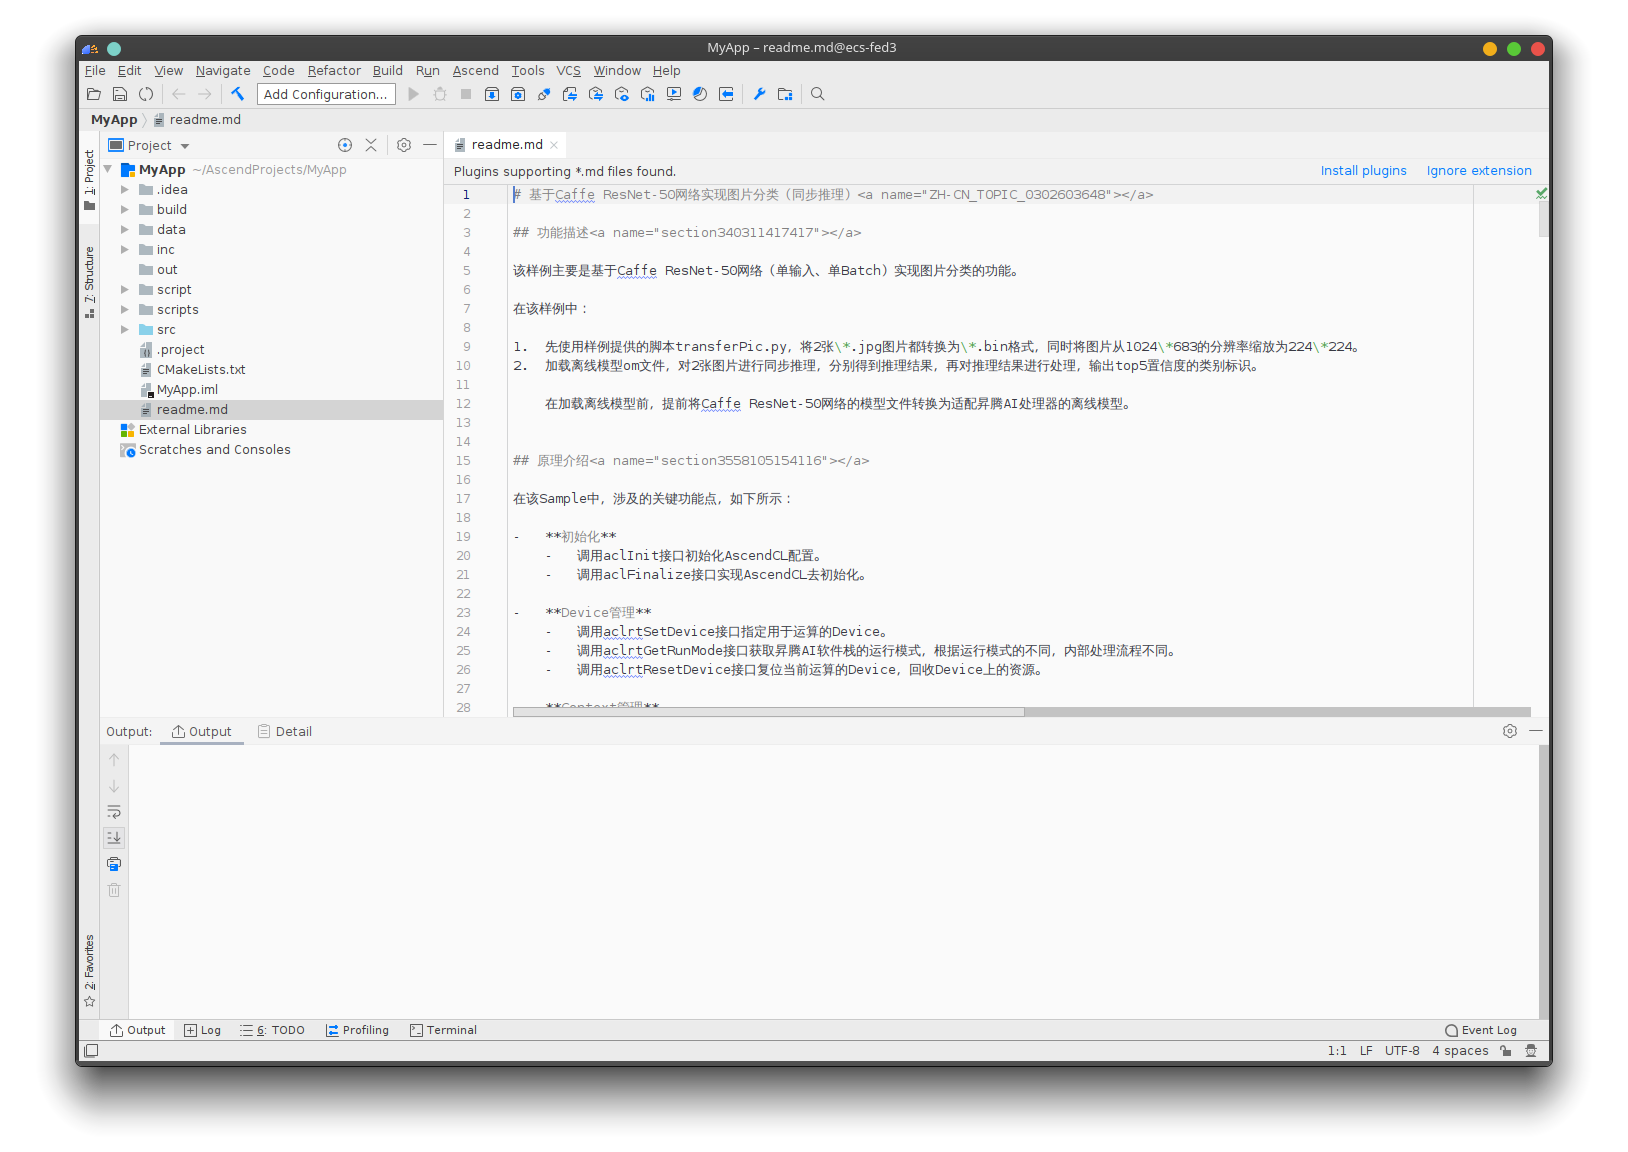 MyApp – readme.md@ecs-fed3
File Edit View Navigate Code Refactor Build Run Ascend Tools VCS Window Help
Add Configuration...
MyApp readme.md
1: Project
7: Structure
2: Favorites
Project
MyApp ~/AscendProjects/MyApp
.idea
build
data
inc
out
script
scripts
src
.project
CMakeLists.txt
MyApp.iml
readme.md
External Libraries
Scratches and Consoles
readme.md
Plugins supporting *.md files found. Install plugins Ignore extension
1 # 基于Caffe ResNet-50网络实现图片分类（同步推理）<a name="ZH-CN_TOPIC_0302603648"></a>
2
3 ## 功能描述<a name="section340311417417"></a>
4
5 该样例主要是基于Caffe ResNet-50网络（单输入、单Batch）实现图片分类的功能。
6
7 在该样例中：
8
9 1. 先使用样例提供的脚本transferPic.py，将2张\*.jpg图片都转换为\*.bin格式，同时将图片从1024\*683的分辨率缩放为224\*224。
10 2. 加载离线模型om文件，对2张图片进行同步推理，分别得到推理结果，再对推理结果进行处理，输出top5置信度的类别标识。
11
12 在加载离线模型前，提前将Caffe ResNet-50网络的模型文件转换为适配昇腾AI处理器的离线模型。
13
14
15 ## 原理介绍<a name="section3558105154116"></a>
16
17 在该Sample中，涉及的关键功能点，如下所示：
18
19 - **初始化**
20 - 调用aclInit接口初始化AscendCL配置。
21 - 调用aclFinalize接口实现AscendCL去初始化。
22
23 - **Device管理**
24 - 调用aclrtSetDevice接口指定用于运算的Device。
25 - 调用aclrtGetRunMode接口获取昇腾AI软件栈的运行模式，根据运行模式的不同，内部处理流程不同。
26 - 调用aclrtResetDevice接口复位当前运算的Device，回收Device上的资源。
27
28 **Context管理**
Output: Output Detail
Output Log 6: TODO Profiling Terminal Event Log
1:1 LF UTF-8 4 spaces